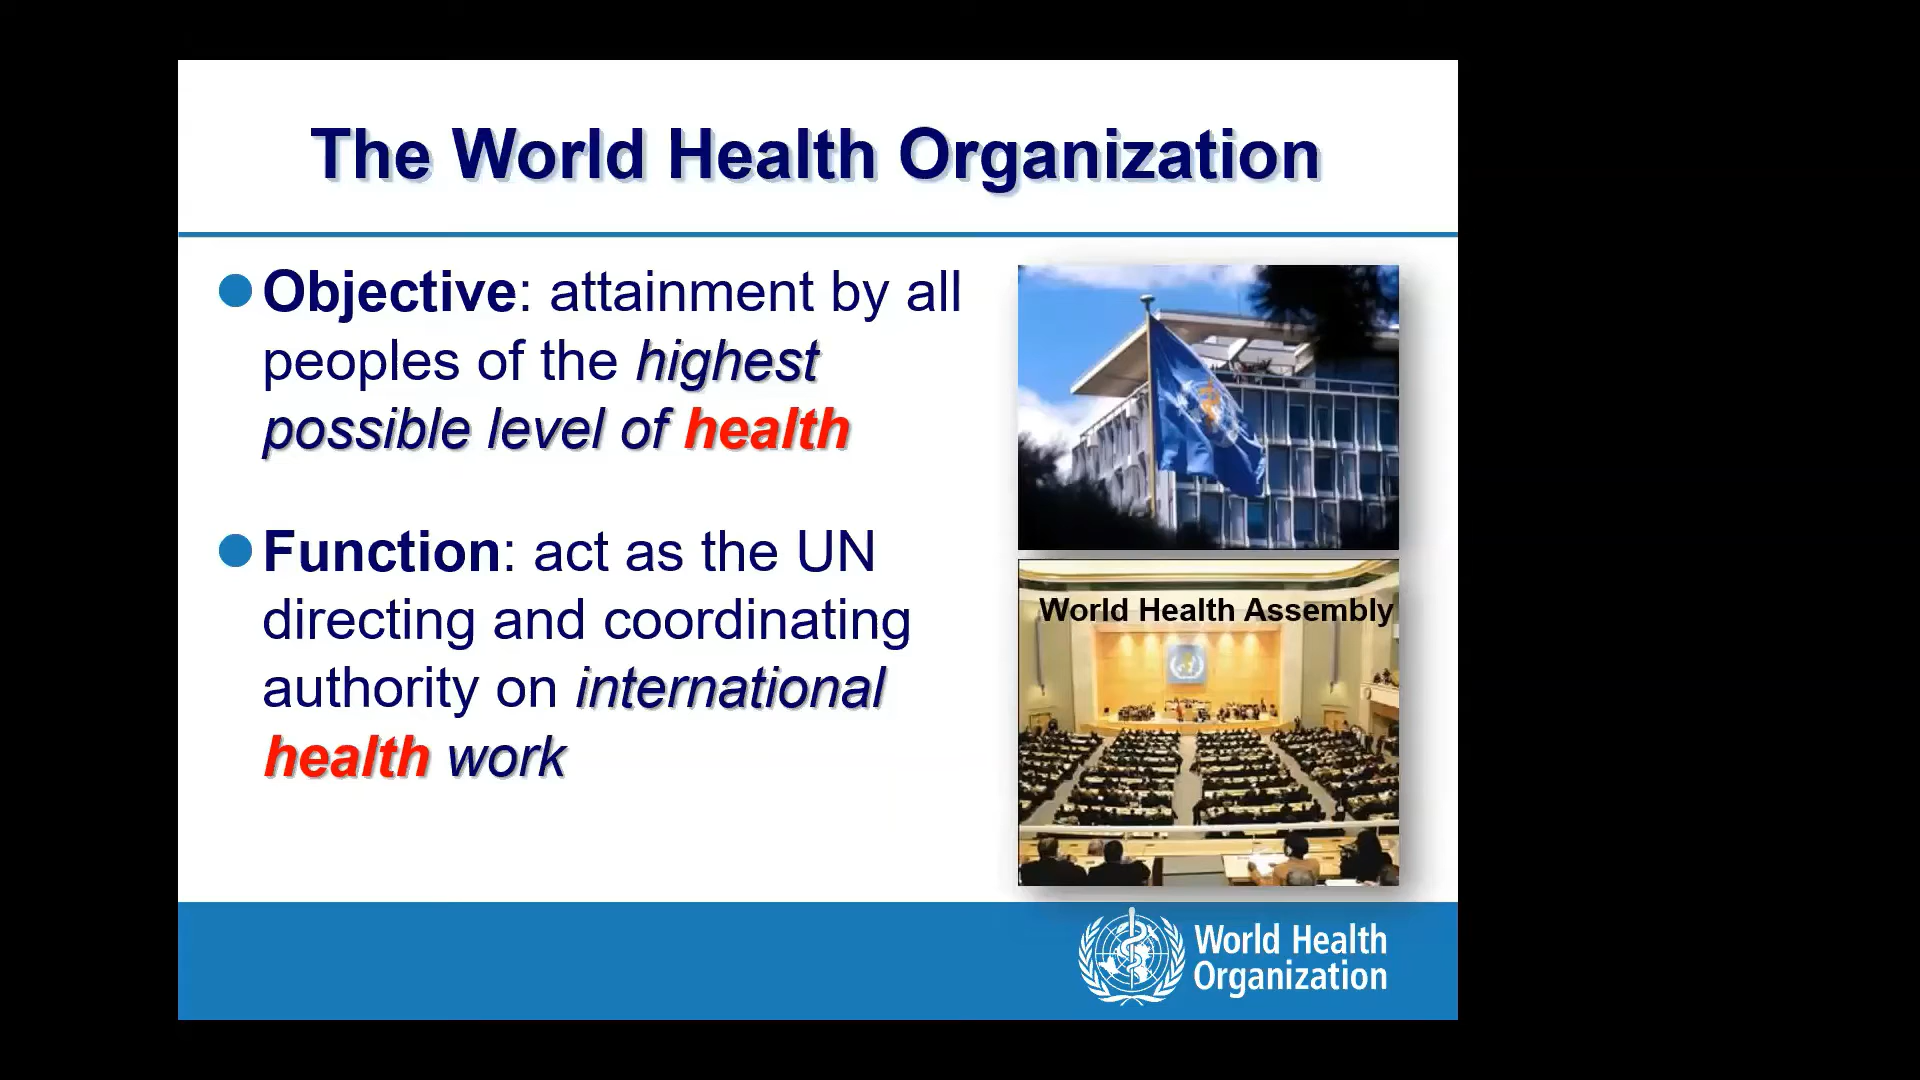 The World Health Organization
Objective: attainment by all
peoples of the highest
possible level of health
Function: act as the UN
directing and coordinating
authority on international
health work
World Health Assembly
World Health
Organization